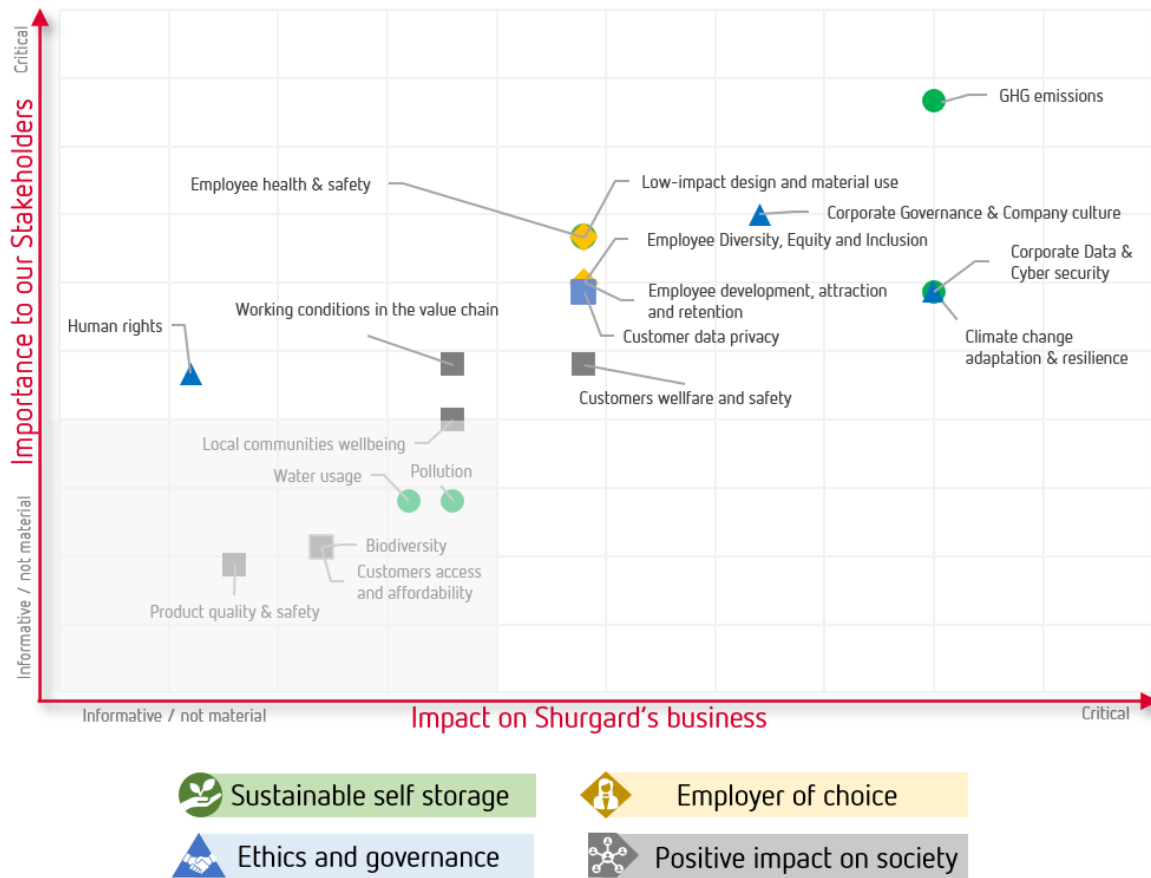 Critical
Importance to our Stakeholders
Informative / not material
GHG emissions
Employee health & safety
Low-impact design and material use
Corporate Governance & Company culture
Employee Diversity, Equity and Inclusion
Corporate Data &
Cyber security
Employee development, attraction
and retention
Working conditions in the value chain
Human rights
Customer data privacy
Climate change
adaptation & resilience
Customers wellfare and safety
Local communities wellbeing
Water usage
Pollution
Biodiversity
Customers access
and affordability
Product quality & safety
Informative / not material
Impact on Shurgard's business
Critical
Sustainable self storage
Employer of choice
Ethics and governance
Positive impact on society